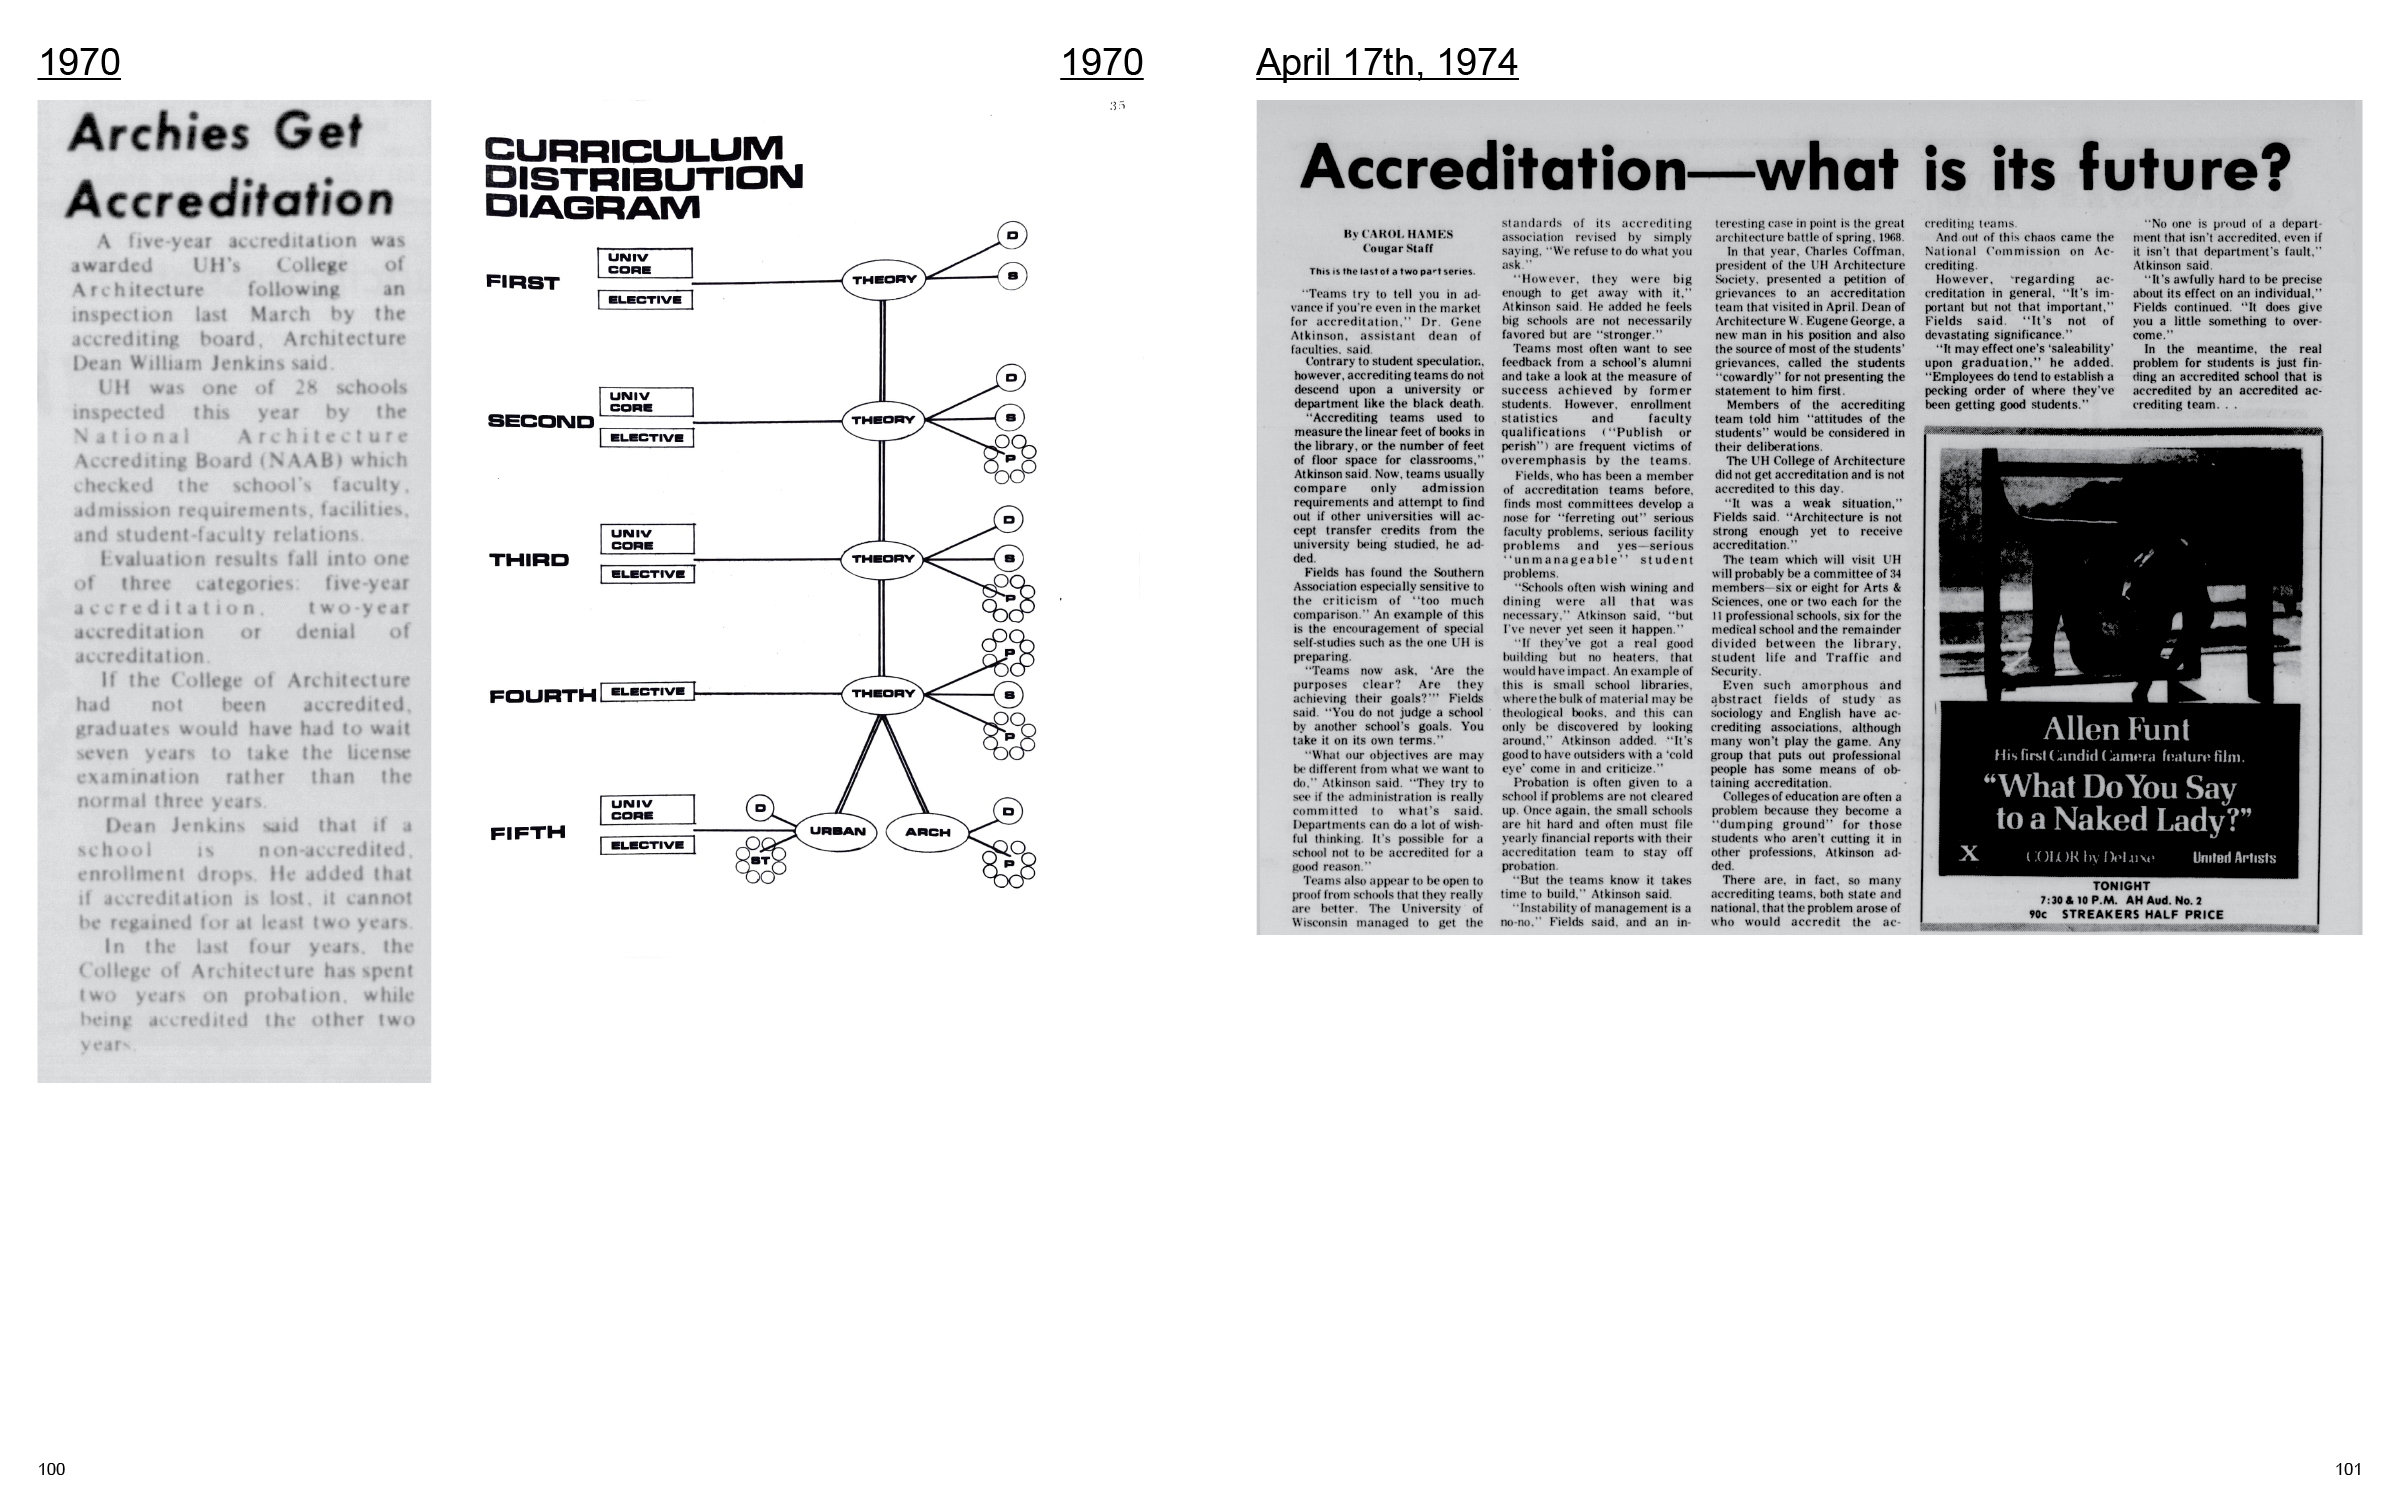 1970
Archies Get
Accreditation
A five-year accreditation was
awarded UH's College of
Architecture following an
inspection last March by the
accrediting board, Architecture
Dean William Jenkins said.
UH was one of 28 schools
inspected this year by the
National Architecture
Accrediting Board (NAAB) which
checked the school's faculty,
admission requirements, facilities,
and student-faculty relations.
Evaluation results fall into one
of three categories: five-year
accreditation, two-year
accreditation or denial of
accreditation.
If the College of Architecture
had not been accredited,
graduates would have had to wait
seven years to take the license
examination rather than the
normal three years.
Dean Jenkins said that if a
school is non-accredited,
enrollment drops. He added that
if accreditation is lost, it cannot
be regained for at least two years.
In the last four years, the
College of Architecture has spent
two years on probation, while
being accredited the other two
years.
1970
35
CURRICULUM
DISTRIBUTION
DIAGRAM
FIRST
UNIV
CORE
ELECTIVE
THEORY
D
S
SECOND
UNIV
CORE
ELECTIVE
THEORY
D
S
P
THIRD
UNIV
CORE
ELECTIVE
THEORY
D
S
P
FOURTH
ELECTIVE
THEORY
P
S
P
FIFTH
UNIV
CORE
ELECTIVE
D
ST
URBAN
ARCH
D
P
April 17th, 1974
Accreditation—what is its future?
By CAROL HAMES
Cougar Staff
This is the last of a two part series.
"Teams try to tell you in ad-
vance if you're even in the market
for accreditation," Dr. Gene
Atkinson, assistant dean of
faculties, said.
Contrary to student speculation,
however, accrediting teams do not
descend upon a university or
department like the black death.
"Accrediting teams used to
measure the linear feet of books in
the library, or the number of feet
of floor space for classrooms,"
Atkinson said. Now, teams usually
compare only admission
requirements and attempt to find
out if other universities will ac-
cept transfer credits from the
university being studied, he ad-
ded.
Fields has found the Southern
Association especially sensitive to
the criticism of "too much
comparison." An example of this
is the encouragement of special
self-studies such as the one UH is
preparing.
"Teams now ask, 'Are the
purposes clear? Are they
achieving their goals?'" Fields
said. "You do not judge a school
by another school's goals. You
take it on its own terms."
"What our objectives are may
be different from what we want to
do," Atkinson said. "They try to
see if the administration is really
committed to what's said.
Departments can do a lot of wish-
ful thinking. It's possible for a
school not to be accredited for a
good reason."
Teams also appear to be open to
proof from schools that they really
are better. The University of
Wisconsin managed to get the
standards of its accrediting
association revised by simply
saying, "We refuse to do what you
ask."
"However, they were big
enough to get away with it,"
Atkinson said. He added he feels
big schools are not necessarily
favored but are "stronger."
Teams most often want to see
feedback from a school's alumni
and take a look at the measure of
success achieved by former
students. However, enrollment
statistics and faculty
qualifications ("Publish or
perish") are frequent victims of
overemphasis by the teams.
Fields, who has been a member
of accreditation teams before,
finds most committees develop a
nose for "ferreting out" serious
faculty problems, serious facility
problems and yes—serious
"unmanageable" student
problems.
"Schools often wish wining and
dining were all that was
necessary," Atkinson said, "but
I've never yet seen it happen."
"If they've got a real good
building but no heaters, that
would have impact. An example of
this is small school libraries,
where the bulk of material may be
theological books, and this can
only be discovered by looking
around," Atkinson added. "It's
good to have outsiders with a 'cold
eye' come in and criticize."
Probation is often given to a
school if problems are not cleared
up. Once again, the small schools
are hit hard and often must file
yearly financial reports with their
accreditation team to stay off
probation.
"But the teams know it takes
time to build," Atkinson said.
"Instability of management is a
no-no," Fields said, and an in-
teresting case in point is the great
architecture battle of spring, 1968.
In that year, Charles Coffman,
president of the UH Architecture
Society, presented a petition of
grievances to an accreditation
team that visited in April. Dean of
Architecture W. Eugene George, a
new man in his position and also
the source of most of the students'
grievances, called the students
"cowardly" for not presenting the
statement to him first.
Members of the accrediting
team told him "attitudes of the
students" would be considered in
their deliberations.
The UH College of Architecture
did not get accreditation and is not
accredited to this day.
"It was a weak situation,"
Fields said. "Architecture is not
strong enough yet to receive
accreditation."
The team which will visit UH
will probably be a committee of 34
members—six or eight for Arts &
Sciences, one or two each for the
11 professional schools, six for the
medical school and the remainder
divided between the library,
student life and Traffic and
Security.
Even such amorphous and
abstract fields of study as
sociology and English have ac-
crediting associations, although
many won't play the game. Any
group that puts out professional
people has some means of ob-
taining accreditation.
Colleges of education are often a
problem because they become a
"dumping ground" for those
students who aren't cutting it in
other professions, Atkinson ad-
ded.
There are, in fact, so many
accrediting teams, both state and
national, that the problem arose of
who would accredit the ac-
crediting teams.
And out of this chaos came the
National Commission on Ac-
crediting.
However, regarding ac-
creditation in general, "It's im-
portant but not that important,"
Fields said. "It's not of
devastating significance."
"It may effect one's 'saleability'
upon graduation," he added.
"Employees do tend to establish a
pecking order of where they've
been getting good students."
"No one is proud of a depart-
ment that isn't accredited, even if
it isn't that department's fault,"
Atkinson said.
"It's awfully hard to be precise
about its effect on an individual,"
Fields continued. "It does give
you a little something to over-
come."
In the meantime, the real
problem for students is just fin-
ding an accredited school that is
accredited by an accredited ac-
crediting team. . .
Allen Funt
His first Candid Camera feature film.
"What Do You Say
to a Naked Lady?"
X COLOR by DeLuxe United Artists
TONIGHT
7:30 & 10 P.M. AH Aud. No. 2
90c STREAKERS HALF PRICE
100
101